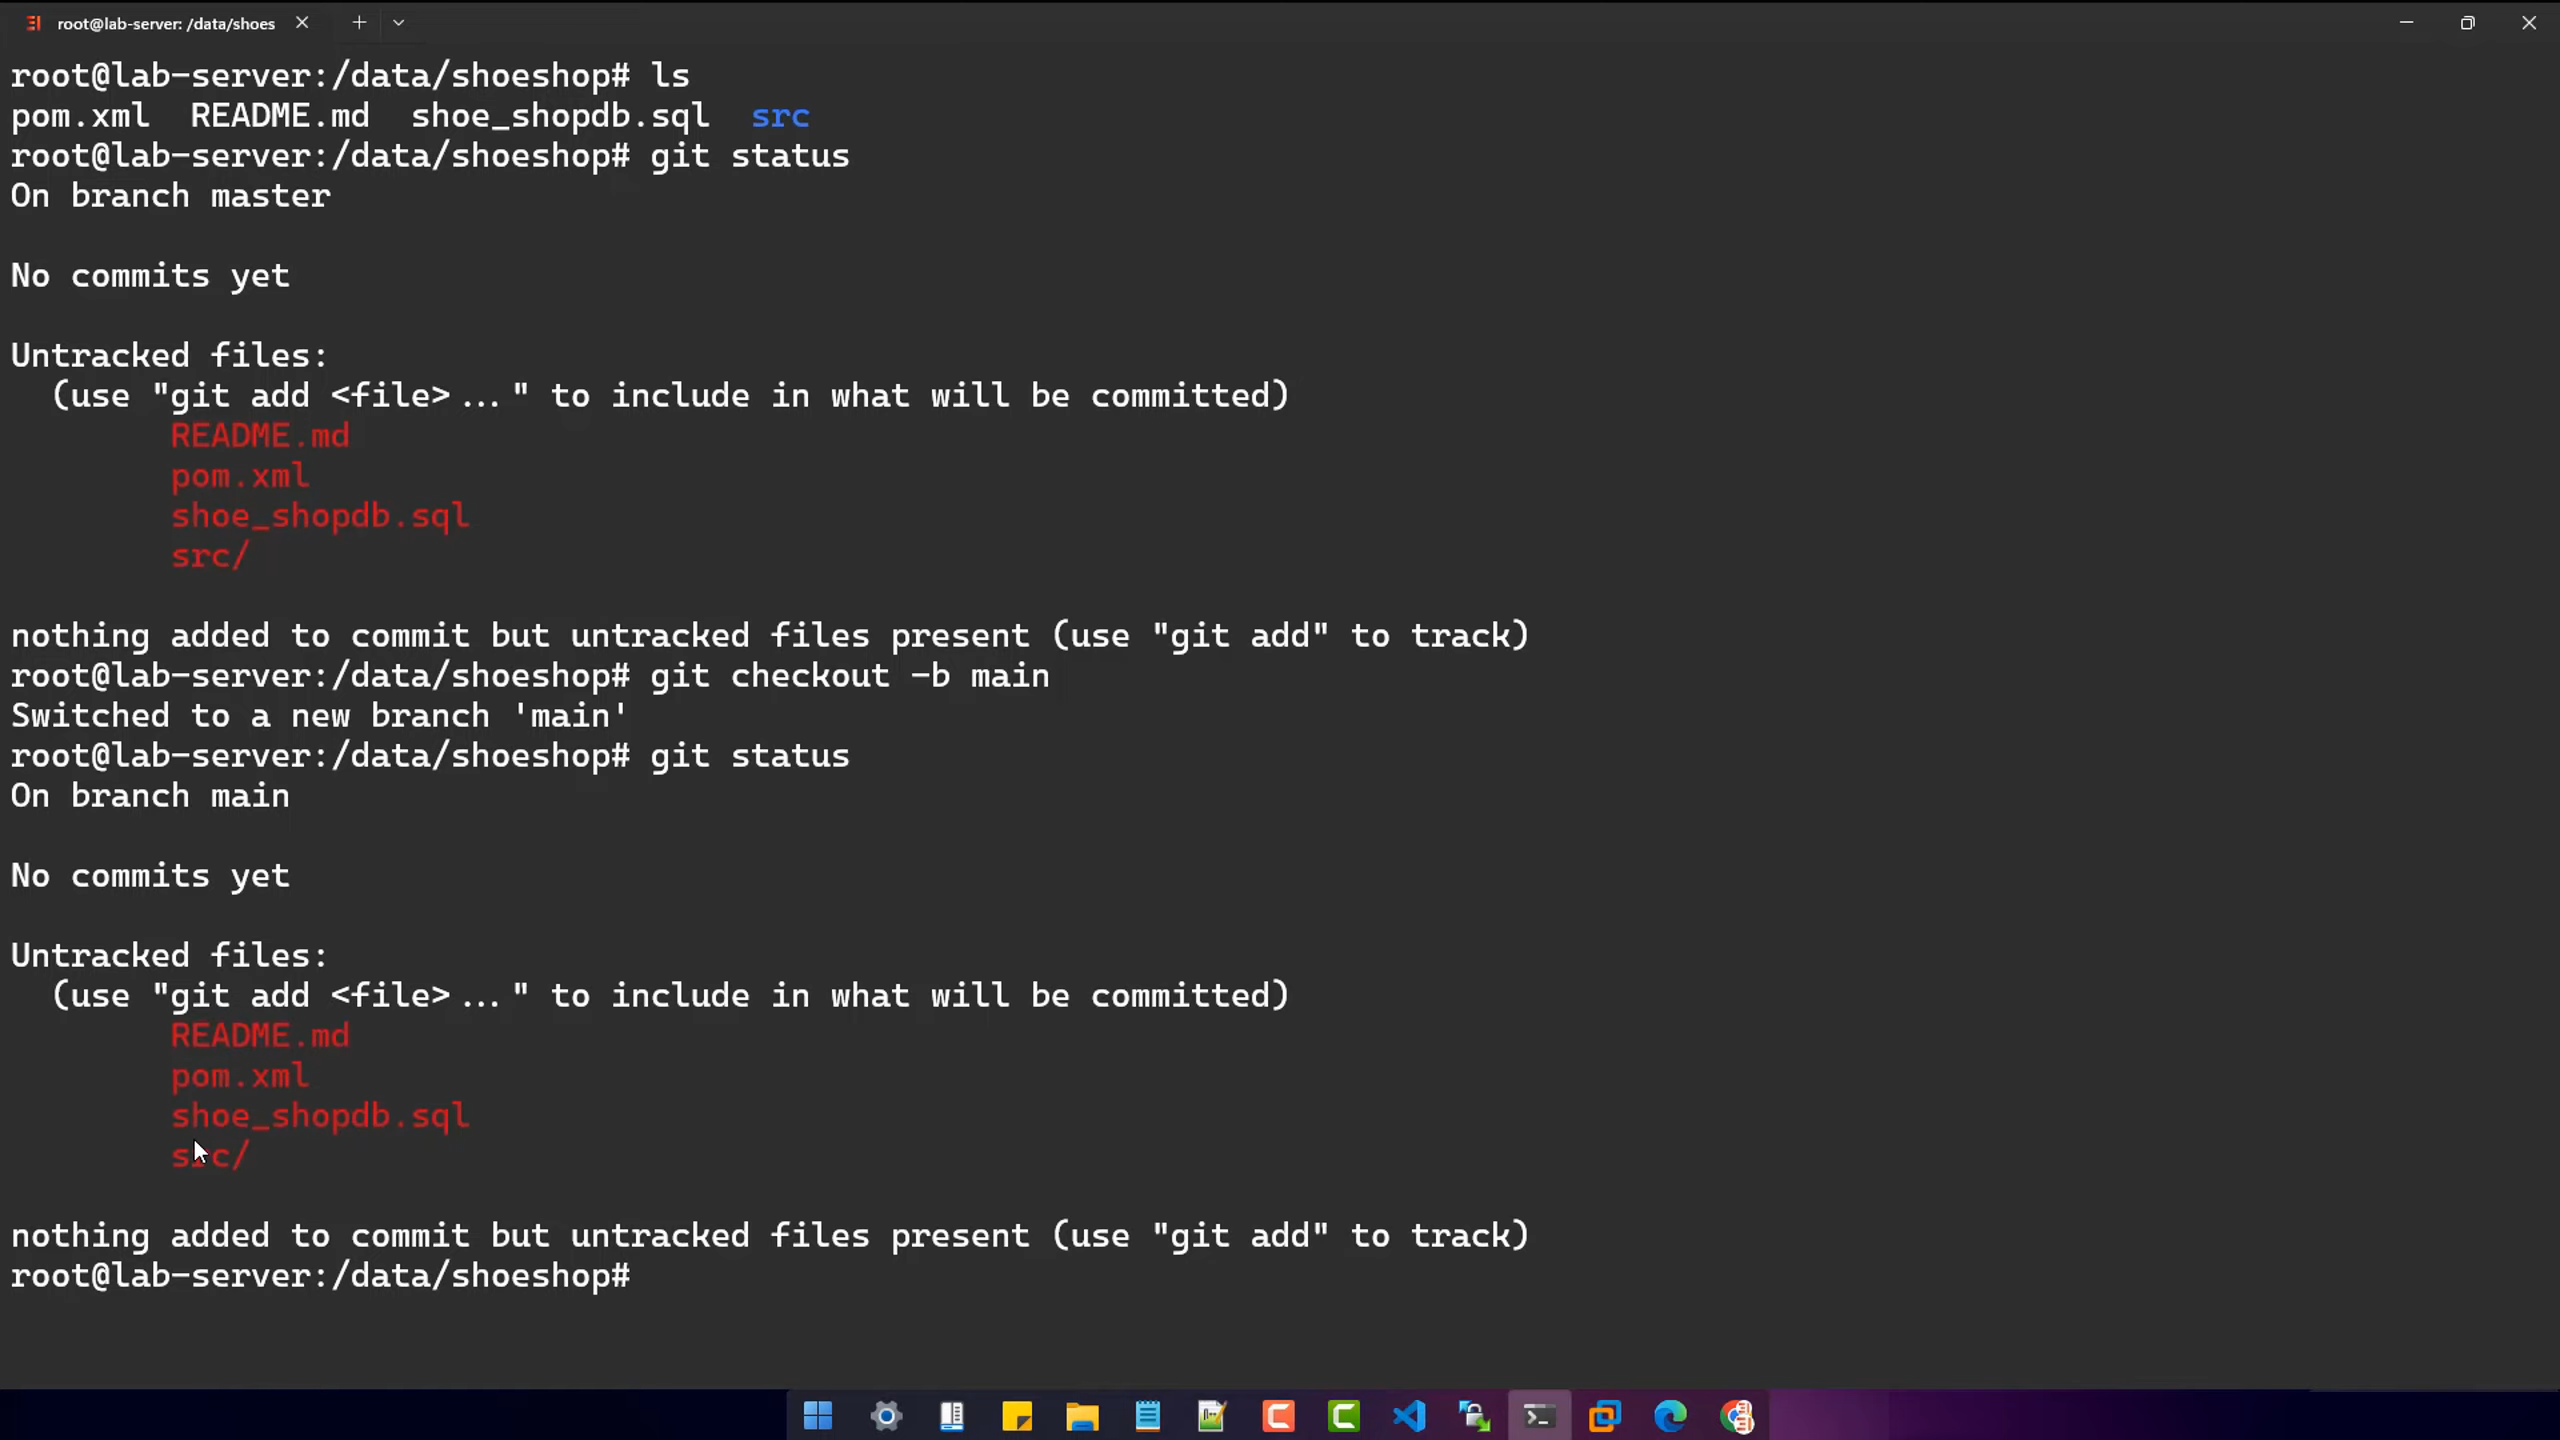 root@lab-server: /data/shoes
root@lab-server:/data/shoeshop# ls
pom.xml  README.md  shoe_shopdb.sql  src
root@lab-server:/data/shoeshop# git status
On branch master
No commits yet
Untracked files:
  (use "git add <file>..." to include in what will be committed)
        README.md
        pom.xml
        shoe_shopdb.sql
        src/
nothing added to commit but untracked files present (use "git add" to track)
root@lab-server:/data/shoeshop# git checkout -b main
Switched to a new branch 'main'
root@lab-server:/data/shoeshop# git status
On branch main
No commits yet
Untracked files:
  (use "git add <file>..." to include in what will be committed)
        README.md
        pom.xml
        shoe_shopdb.sql
        src/
nothing added to commit but untracked files present (use "git add" to track)
root@lab-server:/data/shoeshop#